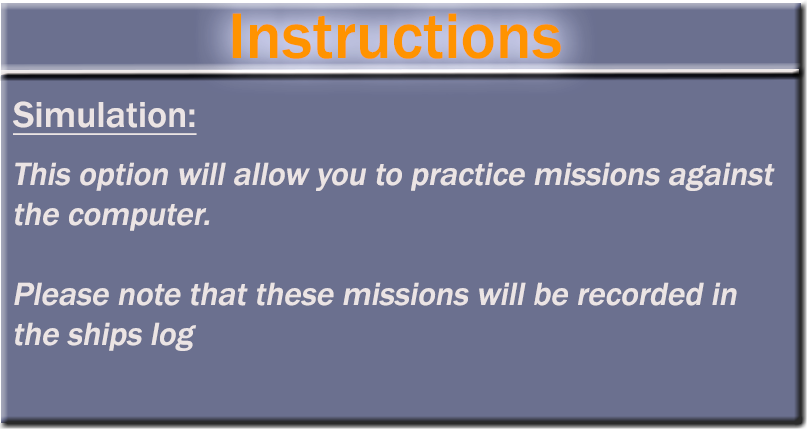 Instructions
Simulation:
This option will allow you to practice missions against
the computer.
Please note that these missions will be recorded in
the ships log